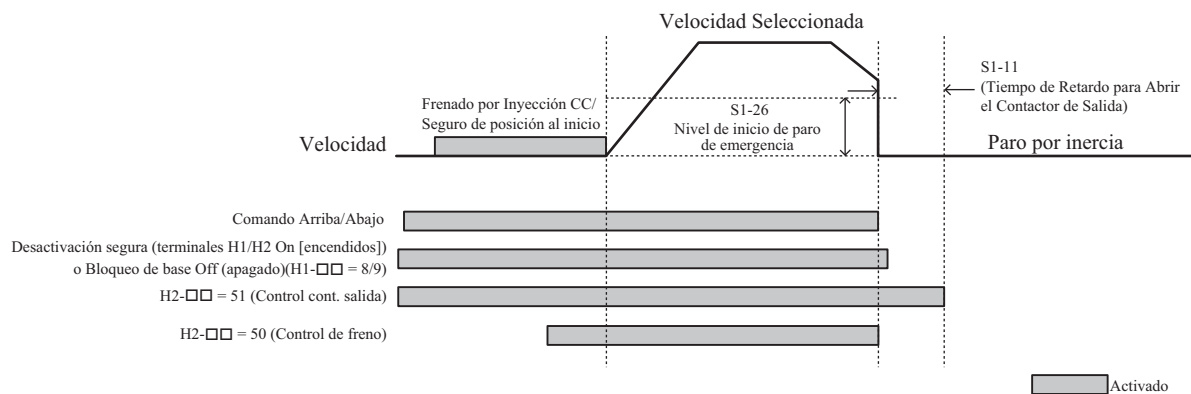 Velocidad Seleccionada
S1-11
(Tiempo de Retardo para Abrir
el Contactor de Salida)
Frenado por Inyección CC/
Seguro de posición al inicio
S1-26
Nivel de inicio de paro
de emergencia
Velocidad
Paro por inercia
Comando Arriba/Abajo
Desactivación segura (terminales H1/H2 On [encendidos])
o Bloqueo de base Off (apagado)(H1-□□ = 8/9)
H2-□□ = 51 (Control cont. salida)
H2-□□ = 50 (Control de freno)
Activado